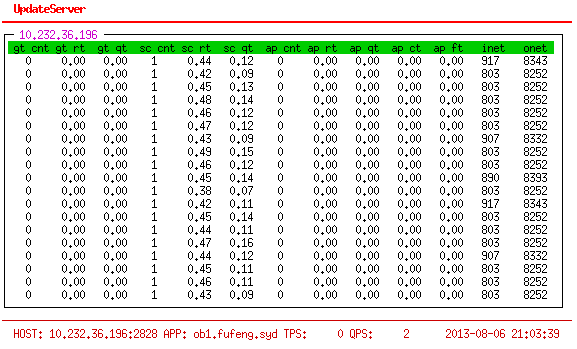 UpdateServer
10.232.36.196
gt cnt gt rt gt qt sc cnt sc rt sc qt ap cnt ap rt ap qt ap ct ap ft inet onet
0 0.00 0.00 1 0.44 0.12 0 0.00 0.00 0.00 0.00 917 8343
0 0.00 0.00 1 0.42 0.09 0 0.00 0.00 0.00 0.00 803 8252
0 0.00 0.00 1 0.45 0.13 0 0.00 0.00 0.00 0.00 803 8252
0 0.00 0.00 1 0.48 0.14 0 0.00 0.00 0.00 0.00 803 8252
0 0.00 0.00 1 0.46 0.12 0 0.00 0.00 0.00 0.00 803 8252
0 0.00 0.00 1 0.47 0.12 0 0.00 0.00 0.00 0.00 803 8252
0 0.00 0.00 1 0.43 0.09 0 0.00 0.00 0.00 0.00 907 8332
0 0.00 0.00 1 0.49 0.15 0 0.00 0.00 0.00 0.00 803 8252
0 0.00 0.00 1 0.46 0.12 0 0.00 0.00 0.00 0.00 803 8252
0 0.00 0.00 1 0.45 0.14 0 0.00 0.00 0.00 0.00 890 8393
0 0.00 0.00 1 0.38 0.07 0 0.00 0.00 0.00 0.00 803 8252
0 0.00 0.00 1 0.42 0.11 0 0.00 0.00 0.00 0.00 917 8343
0 0.00 0.00 1 0.45 0.14 0 0.00 0.00 0.00 0.00 803 8252
0 0.00 0.00 1 0.44 0.11 0 0.00 0.00 0.00 0.00 803 8252
0 0.00 0.00 1 0.47 0.16 0 0.00 0.00 0.00 0.00 803 8252
0 0.00 0.00 1 0.44 0.12 0 0.00 0.00 0.00 0.00 907 8332
0 0.00 0.00 1 0.45 0.11 0 0.00 0.00 0.00 0.00 803 8252
0 0.00 0.00 1 0.46 0.11 0 0.00 0.00 0.00 0.00 803 8252
0 0.00 0.00 1 0.43 0.09 0 0.00 0.00 0.00 0.00 803 8252
HOST: 10.232.36.196:2828 APP: ob1.fufeng.syd TPS: 0 QPS: 2 2013-08-06 21:03:39